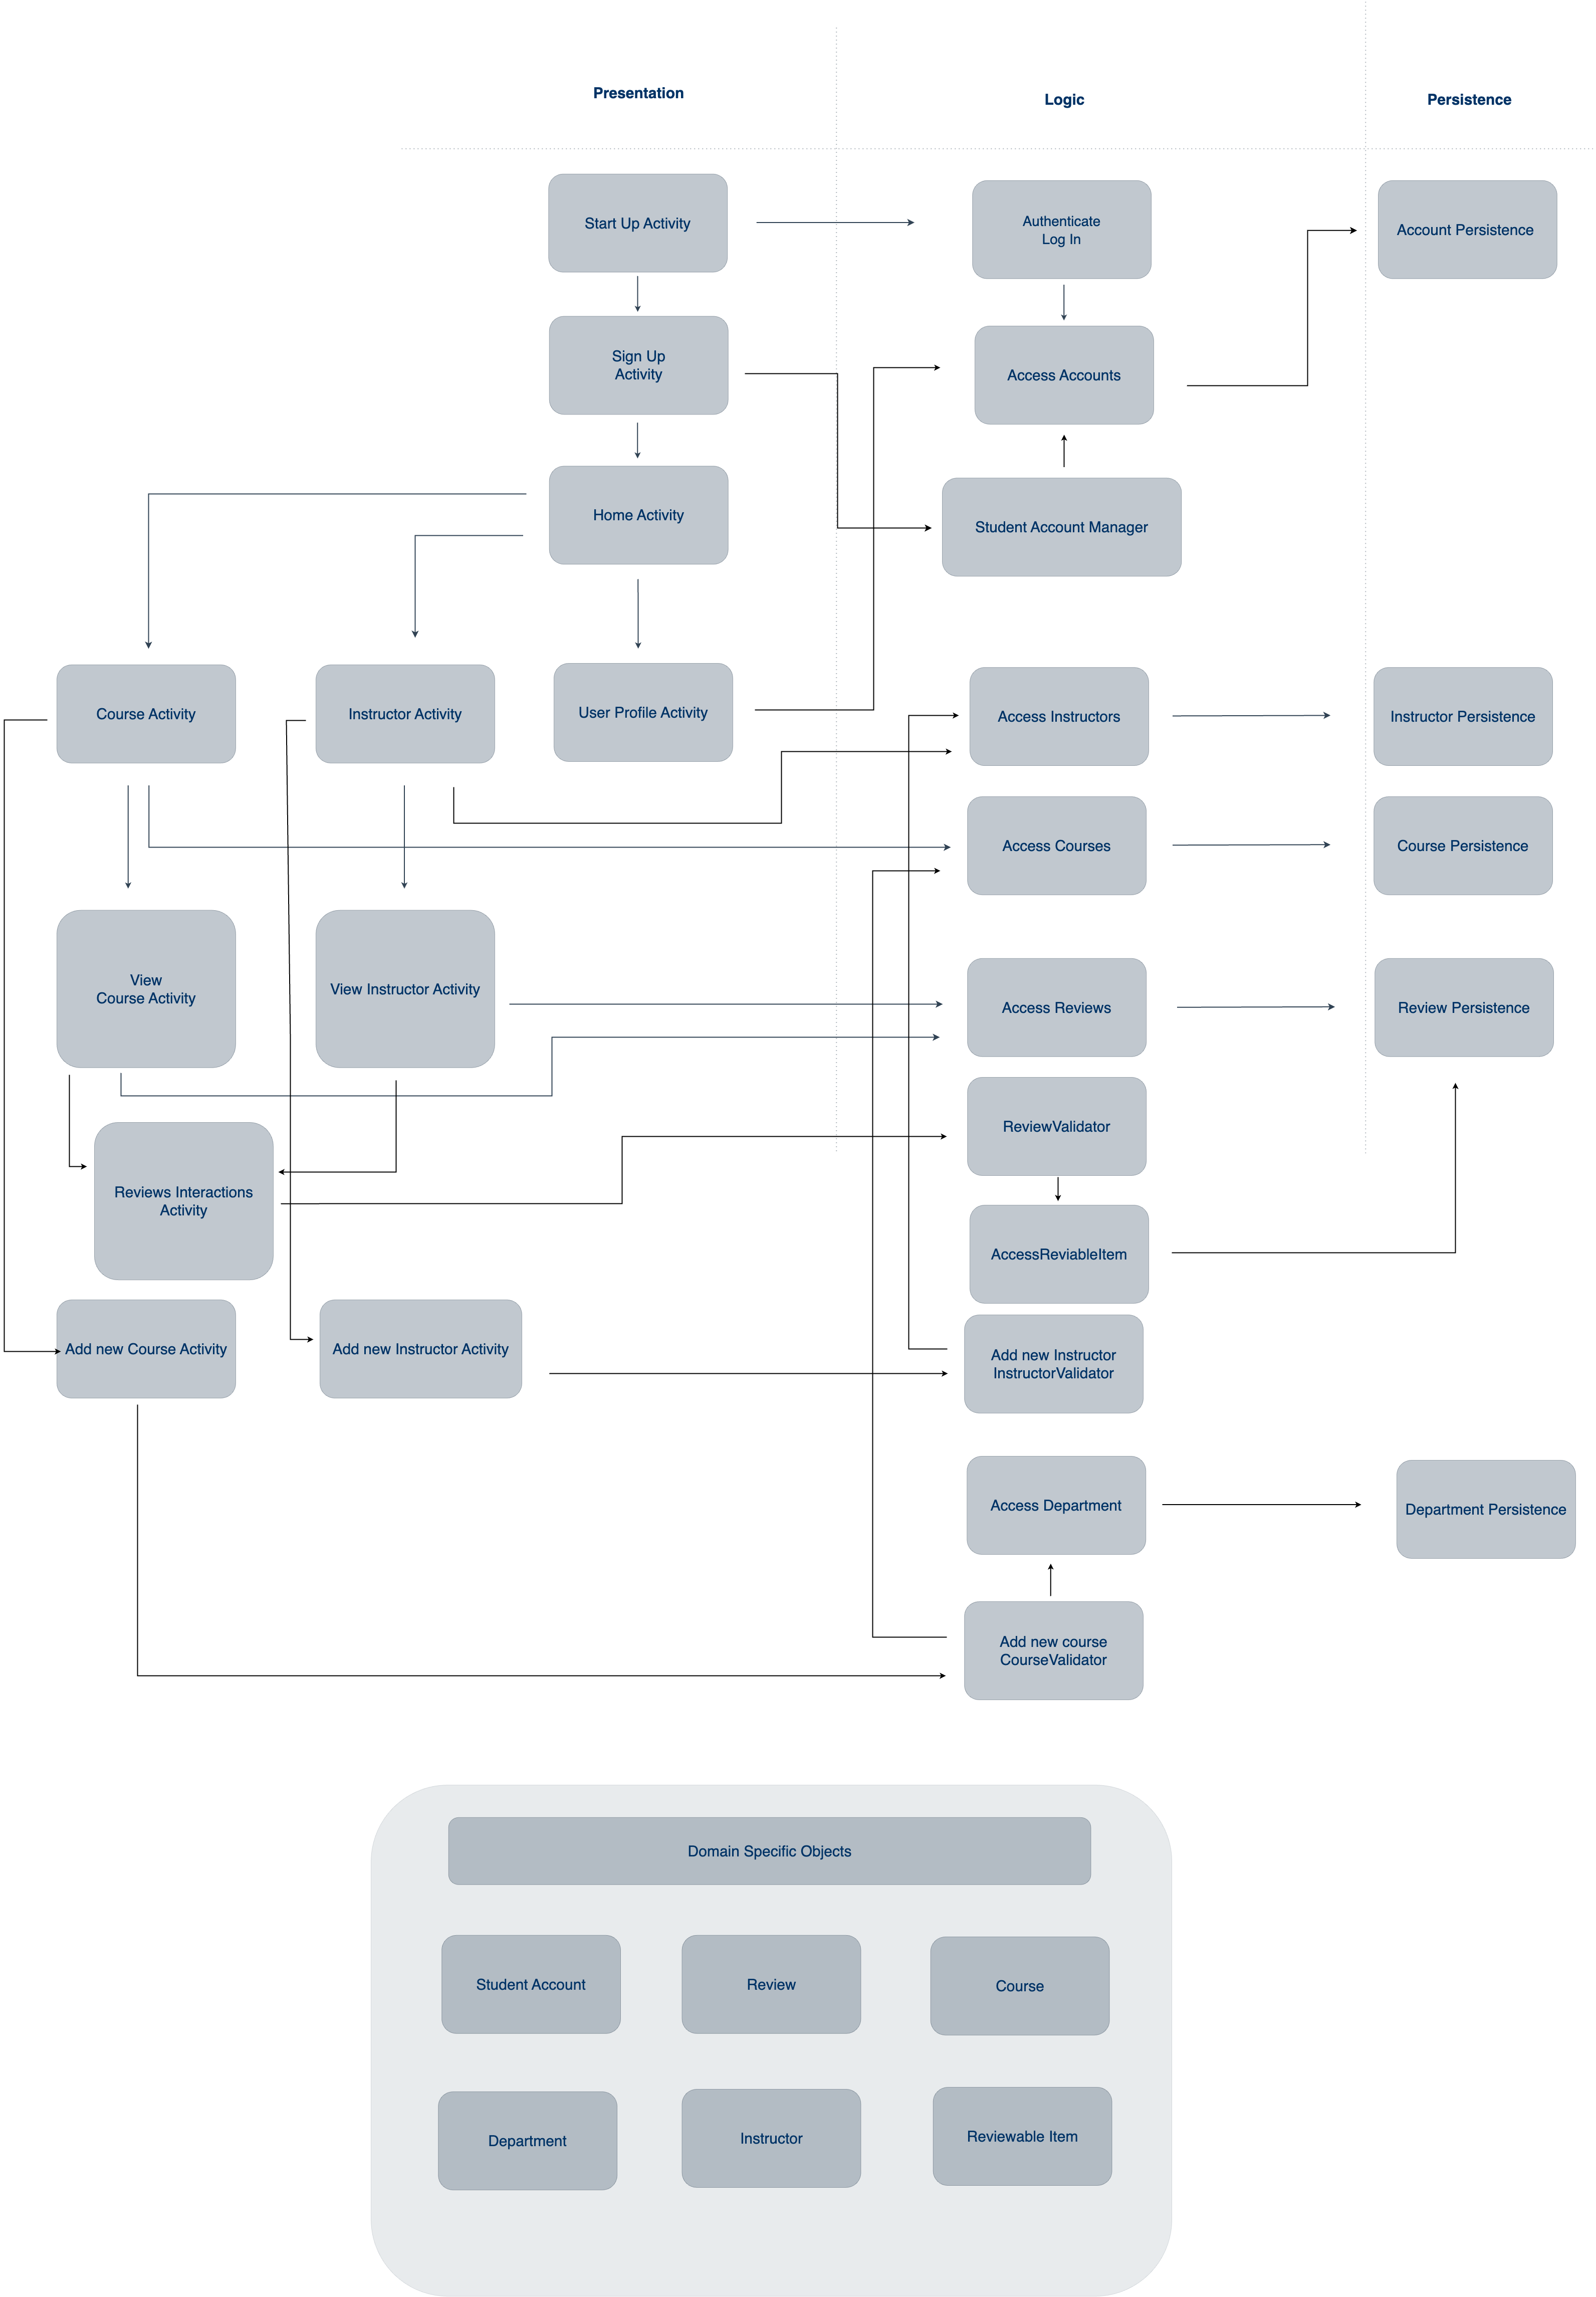 Presentation
Logic
Persistence
Start Up Activity
Authenticate
Log In
Account Persistence
Sign Up
Activity
Access Accounts
Home Activity
Student Account Manager
Course Activity
Instructor Activity
User Profile Activity
Access Instructors
Instructor Persistence
Access Courses
Course Persistence
View
Course Activity
View Instructor Activity
Access Reviews
Review Persistence
ReviewValidator
Reviews Interactions
Activity
AccessReviableItem
Add new Course Activity
Add new Instructor Activity
Add new Instructor
InstructorValidator
Access Department
Department Persistence
Add new course
CourseValidator
Domain Specific Objects
Student Account
Review
Course
Department
Instructor
Reviewable Item